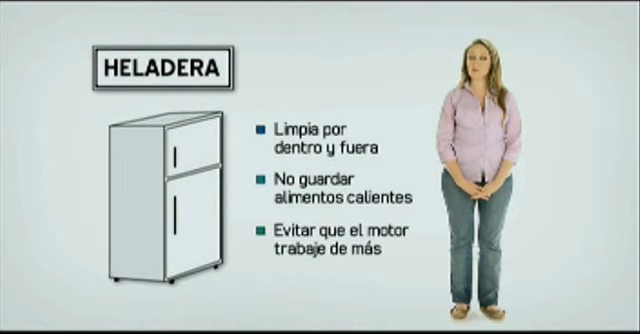 HELADERA
Limpia por
dentro y fuera
No guardar
alimentos calientes
Evitar que el motor
trabaje de más